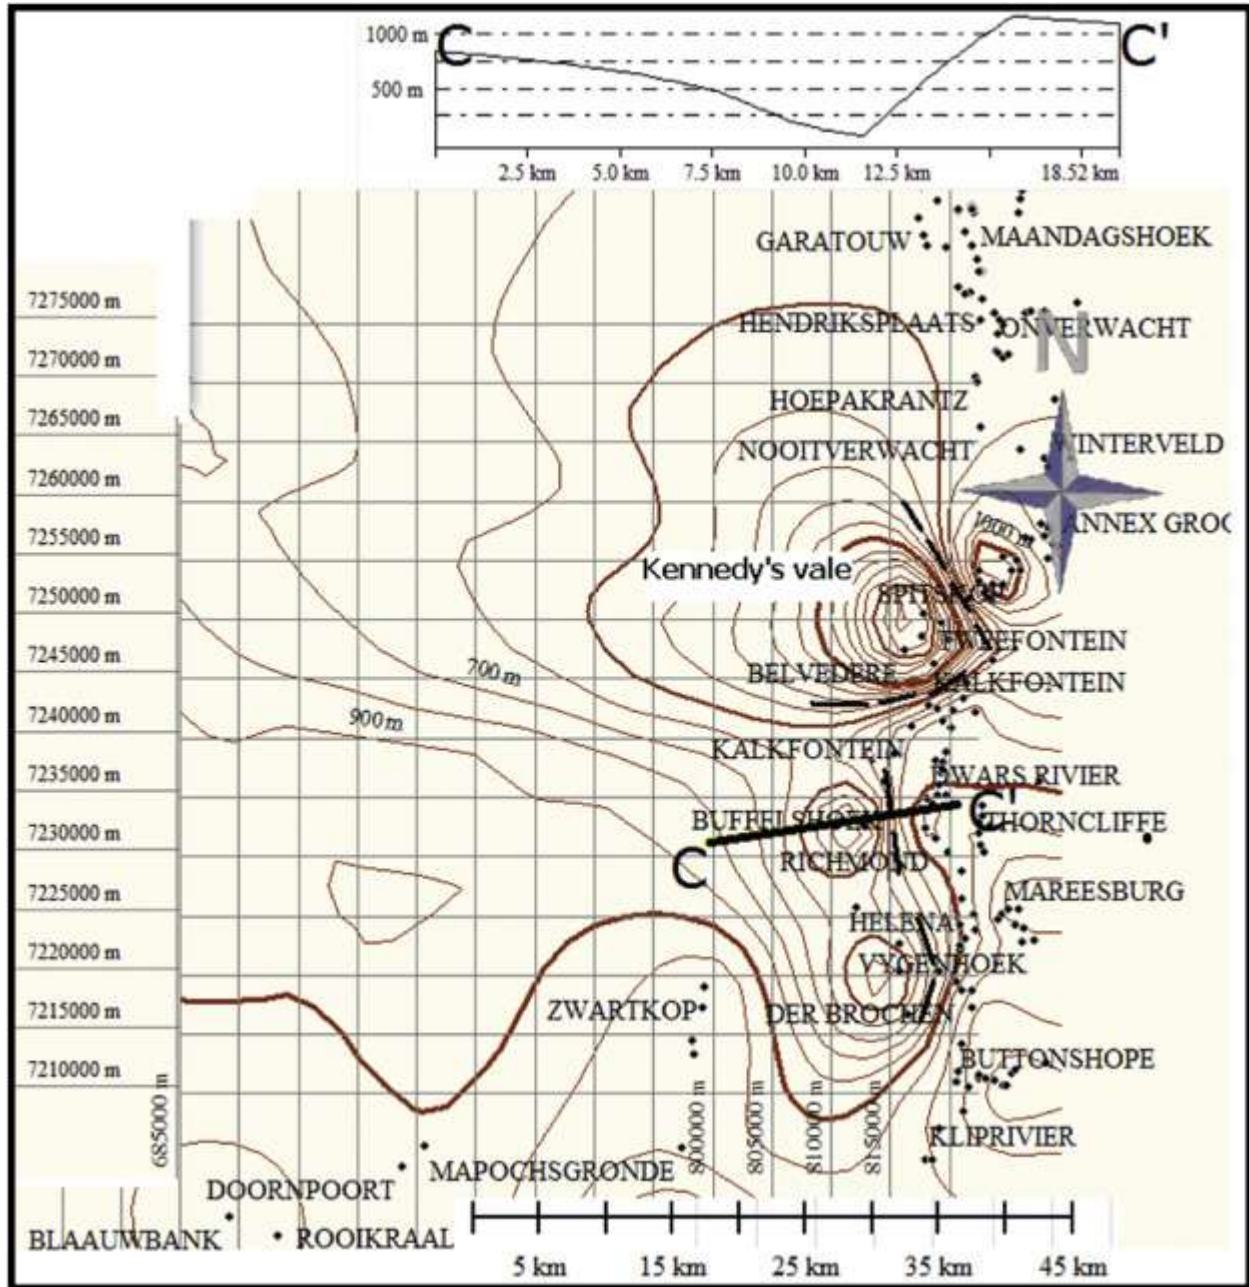 1000 m
C
C'
500 m
2.5 km 5.0 km 7.5 km 10.0 km 12.5 km 18.52 km
GARATOUW MAANDAGSHOEK
7275000 m
HENDRIKSPLAATS ONVERWACHT
N
7270000 m
7265000 m
HOEPAKRANTZ
NOOITVERWACHT WINTERVELD
7260000 m
7255000 m
1000 m
ANNEX GROO
Kennedy's vale
7250000 m
TWEEFONTEIN
7245000 m
700 m
BELVEDERE KALKFONTEIN
7240000 m
900 m
KALKFONTEIN
7235000 m
DWARS RIVIER
7230000 m
BUFFELSHOEK
C'
THORNCLIFFE
C
RICHMOND
7225000 m
MAREESBURG
HELENA
7220000 m
VYGENHOEK
7215000 m
ZWARTKOP
DER BROCHEN
7210000 m
BUTTONSHOPE
685000 m
800000 m
805000 m
810000 m
815000 m
KLIPRIVIER
MAPOCHSGRONDE
DOORNPOORT
BLAAUWBANK
ROOIKRAAL
5 km 15 km 25 km 35 km 45 km